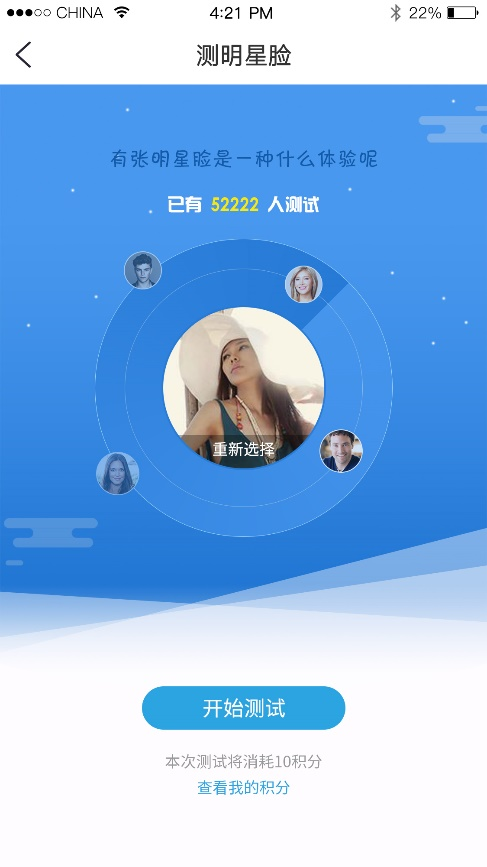 CHINA 4:21 PM 22%
测明星脸
有张明星脸是一种什么体验呢
已有 52222 人测试
重新选择
开始测试
本次测试将消耗10积分
查看我的积分